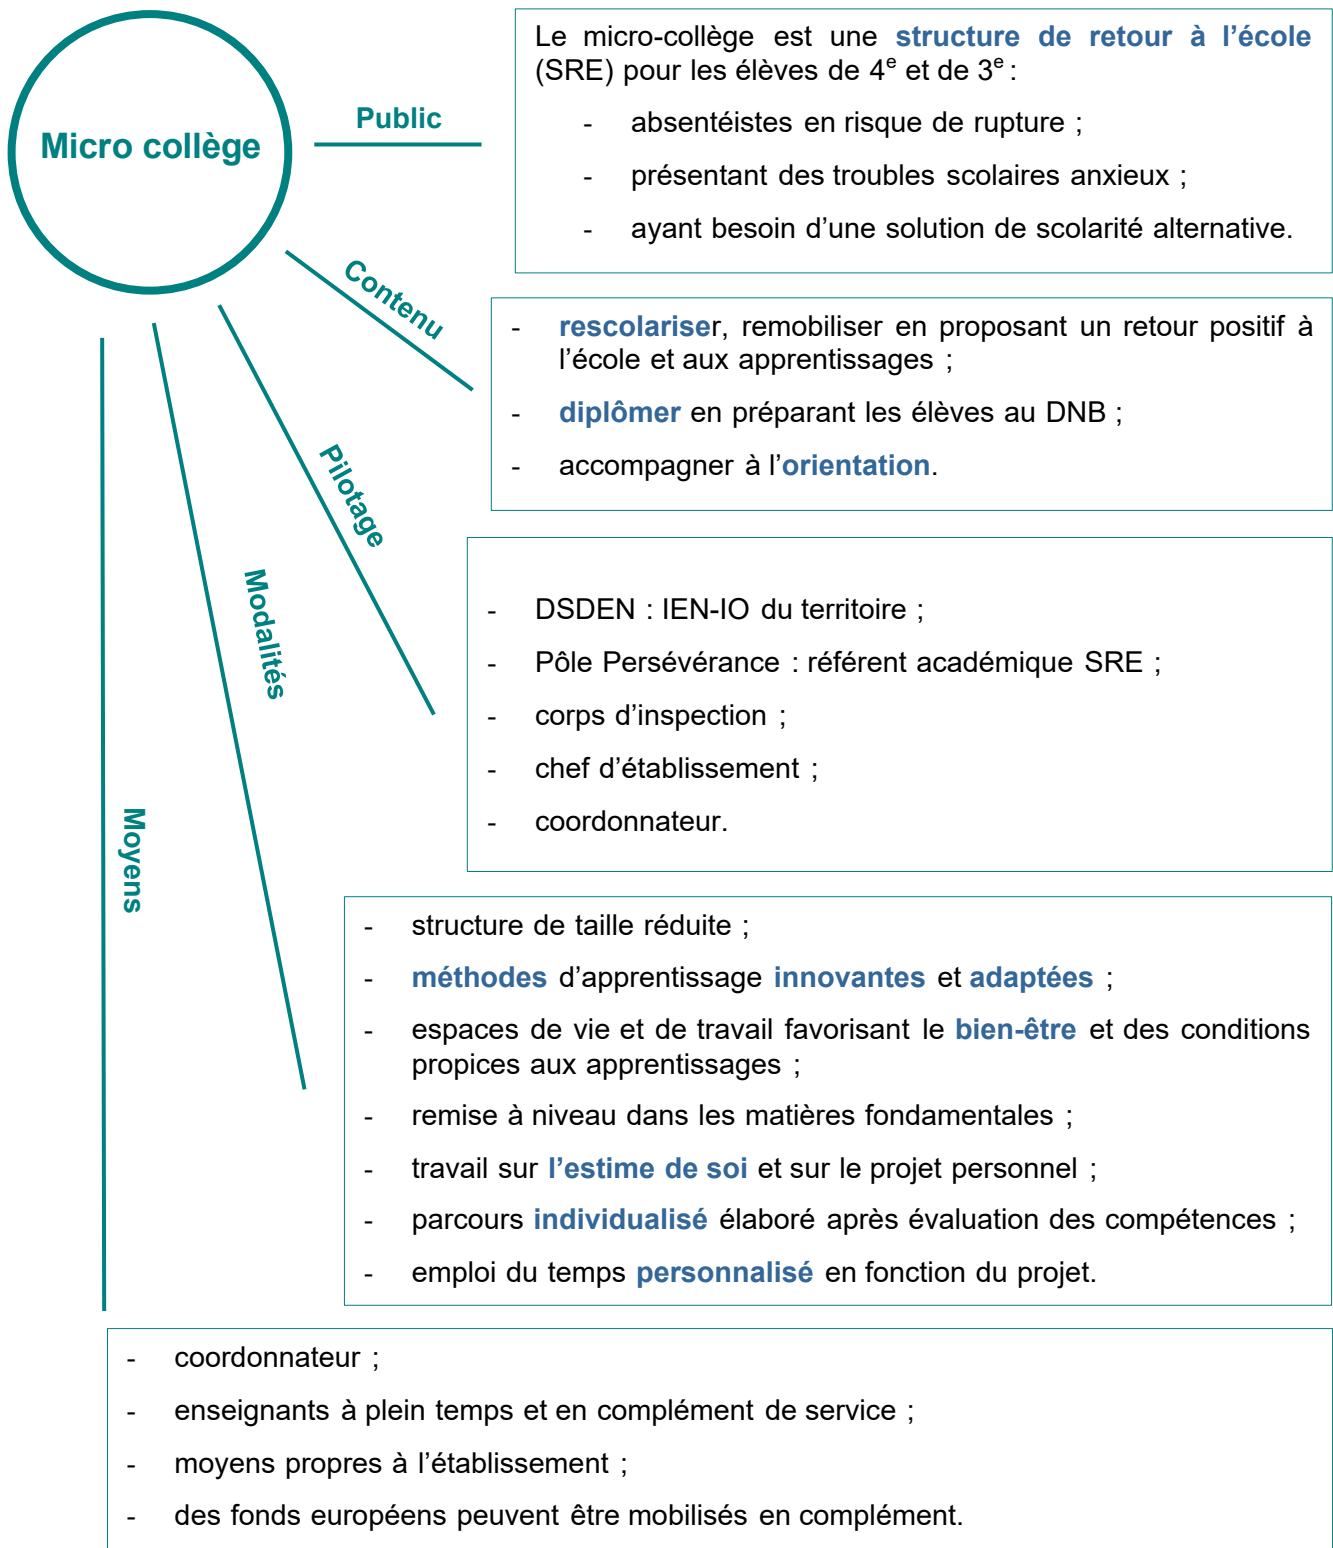 Micro collège
Public
Le micro-collège est une structure de retour à l'école
(SRE) pour les élèves de 4e et de 3e :
- absentéistes en risque de rupture ;
- présentant des troubles scolaires anxieux ;
- ayant besoin d'une solution de scolarité alternative.
Contenu
- rescolariser, remobiliser en proposant un retour positif à
l'école et aux apprentissages ;
- diplômer en préparant les élèves au DNB ;
- accompagner à l'orientation.
Pilotage
- DSDEN : IEN-IO du territoire ;
- Pôle Persévérance : référent académique SRE ;
- corps d'inspection ;
- chef d'établissement ;
- coordonnateur.
Modalités
- structure de taille réduite ;
- méthodes d'apprentissage innovantes et adaptées ;
- espaces de vie et de travail favorisant le bien-être et des conditions
propices aux apprentissages ;
- remise à niveau dans les matières fondamentales ;
- travail sur l'estime de soi et sur le projet personnel ;
- parcours individualisé élaboré après évaluation des compétences ;
- emploi du temps personnalisé en fonction du projet.
Moyens
- coordonnateur ;
- enseignants à plein temps et en complément de service ;
- moyens propres à l'établissement ;
- des fonds européens peuvent être mobilisés en complément.